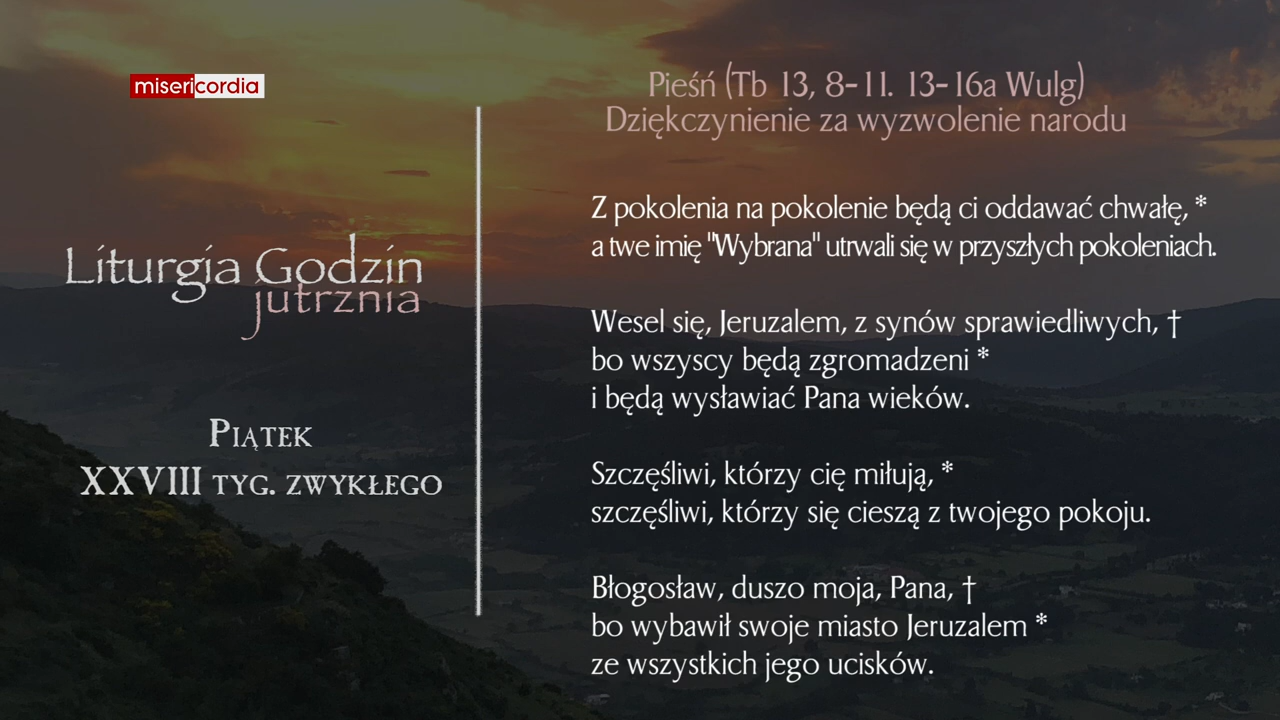 misericordia
Liturgia Godzin
jutrznia
Piątek
XXVIII tyg. zwykłego
Pieśń (Tb 13, 8-11. 13-16a Wulg)
Dziękczynienie za wyzwolenie narodu
Z pokolenia na pokolenie będą ci oddawać chwałę, *
a twe imię "Wybrana" utrwali się w przyszłych pokoleniach.
Wesel się, Jeruzalem, z synów sprawiedliwych, †
bo wszyscy będą zgromadzeni *
i będą wysławiać Pana wieków.
Szczęśliwi, którzy cię miłują, *
szczęśliwi, którzy się cieszą z twojego pokoju.
Błogosław, duszo moja, Pana, †
bo wybawił swoje miasto Jeruzalem *
ze wszystkich jego ucisków.